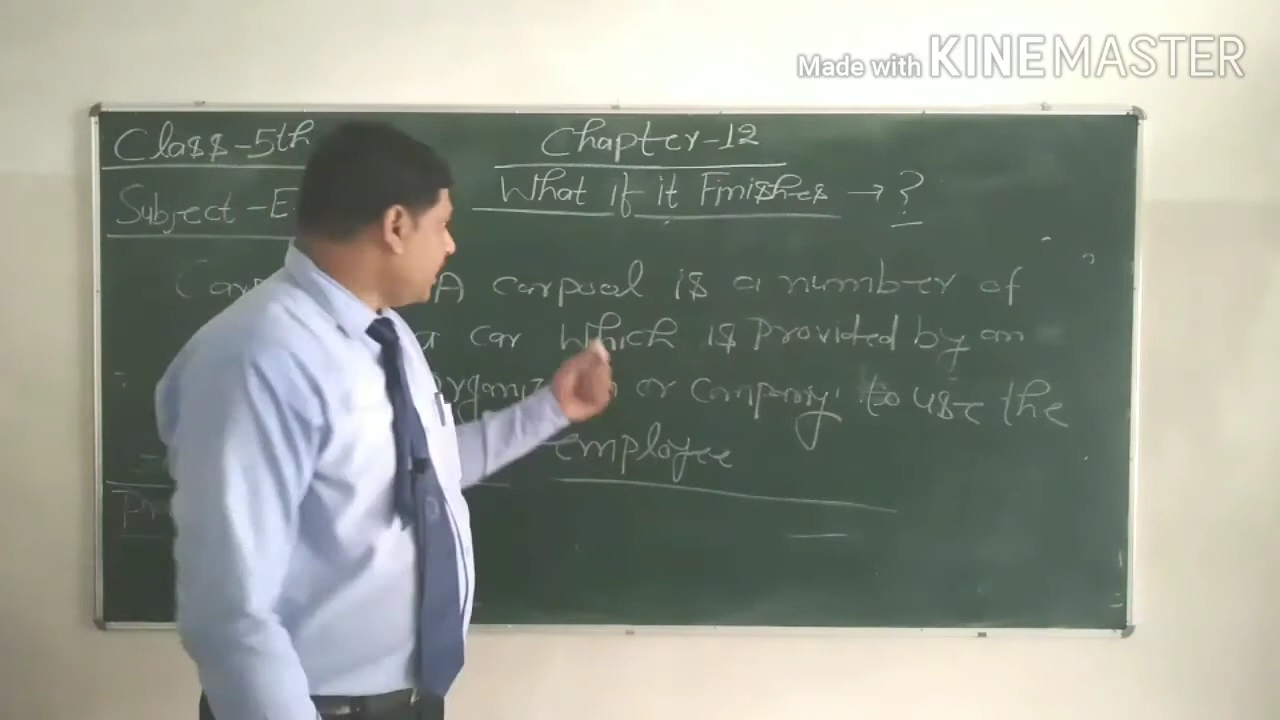 Made with KINEMASTER
Class-5th
Chapter-12
Subject-E
What if it Finishes → ?
A carpool is a number of
a car which is provided by an
or company to use the
employee